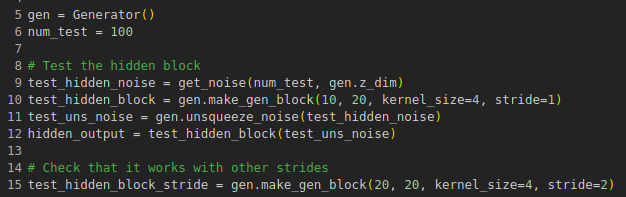 5 gen = Generator()
6 num_test = 100
7
8 # Test the hidden block
9 test_hidden_noise = get_noise(num_test, gen.z_dim)
10 test_hidden_block = gen.make_gen_block(10, 20, kernel_size=4, stride=1)
11 test_uns_noise = gen.unsqueeze_noise(test_hidden_noise)
12 hidden_output = test_hidden_block(test_uns_noise)
13
14 # Check that it works with other strides
15 test_hidden_block_stride = gen.make_gen_block(20, 20, kernel_size=4, stride=2)